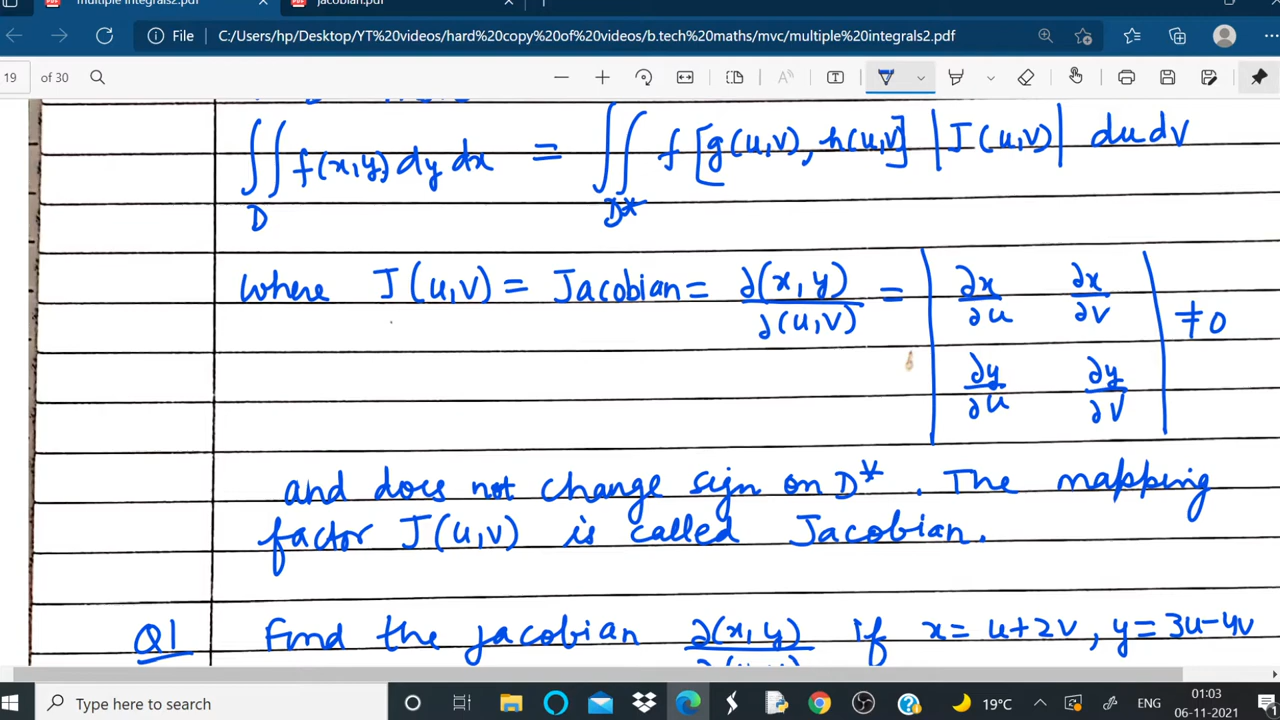 multiple integrals2.pdf
jacobian.pdf
File C:/Users/hp/Desktop/YT%20videos/hard%20copy%20of%20videos/b.tech%20maths/mvc/multiple%20integrals2.pdf
19 of 30
∬_D f(x,y) dy dx = ∬_D* f[g(u,v), h(u,v)] |J(u,v)| du dv
where J(u,v) = Jacobian = ∂(x,y)/∂(u,v) = | ∂x/∂u ∂x/∂v | ≠ 0
| ∂y/∂u ∂y/∂v |
and does not change sign on D*. The mapping
factor J(u,v) is called Jacobian.
Q1 Find the jacobian ∂(x,y)/∂(u,v) if x = u+2v, y = 3u-4v
Type here to search
19°C
ENG
01:03
06-11-2021